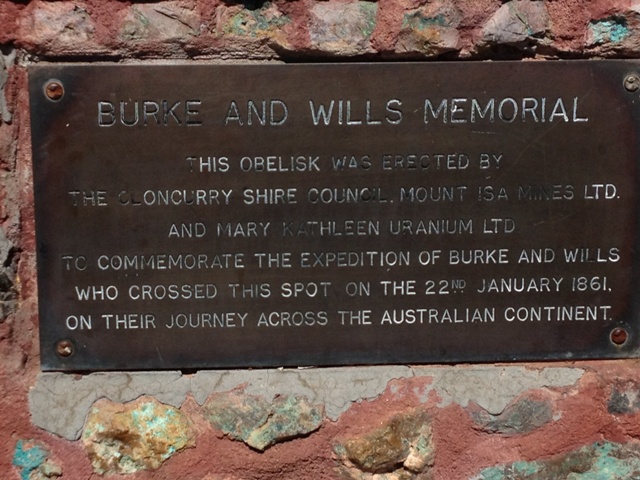 BURKE AND WILLS MEMORIAL
THIS OBELISK WAS ERECTED BY
THE CLONCURRY SHIRE COUNCIL, MOUNT ISA MINES LTD.
AND MARY KATHLEEN URANIUM LTD
TO COMMEMORATE THE EXPEDITION OF BURKE AND WILLS
WHO CROSSED THIS SPOT ON THE 22ND JANUARY 1861,
ON THEIR JOURNEY ACROSS THE AUSTRALIAN CONTINENT.